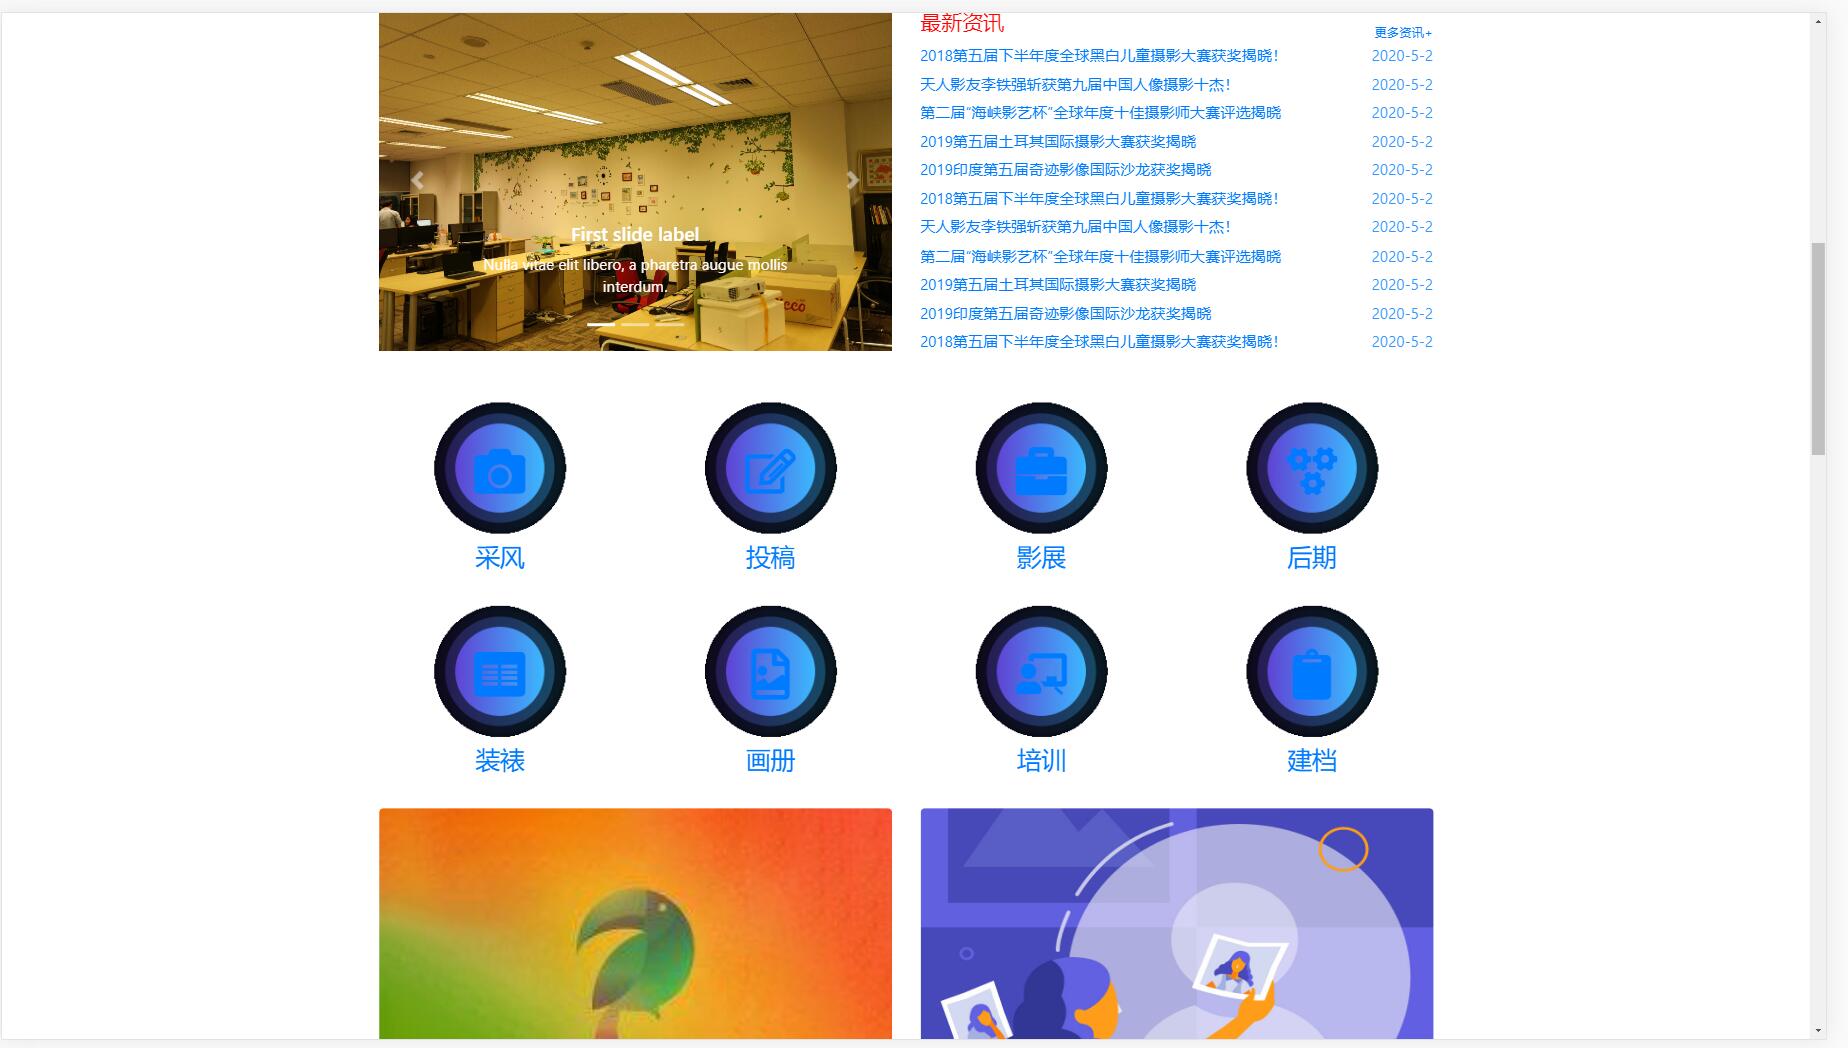 最新资讯
更多资讯+
2018第五届下半年度全球黑白儿童摄影大赛获奖揭晓！ 2020-5-2
天人影友李铁强斩获第九届中国人像摄影十杰！ 2020-5-2
第二届“海峡影艺杯”全球年度十佳摄影师大赛评选揭晓 2020-5-2
2019第五届土耳其国际摄影大赛获奖揭晓 2020-5-2
2019印度第五届奇迹影像国际沙龙获奖揭晓 2020-5-2
2018第五届下半年度全球黑白儿童摄影大赛获奖揭晓！ 2020-5-2
天人影友李铁强斩获第九届中国人像摄影十杰！ 2020-5-2
第二届“海峡影艺杯”全球年度十佳摄影师大赛评选揭晓 2020-5-2
2019第五届土耳其国际摄影大赛获奖揭晓 2020-5-2
2019印度第五届奇迹影像国际沙龙获奖揭晓 2020-5-2
2018第五届下半年度全球黑白儿童摄影大赛获奖揭晓！ 2020-5-2
First slide label
Nulla vitae elit libero, a pharetra augue mollis
interdum.
采风
投稿
影展
后期
装裱
画册
培训
建档